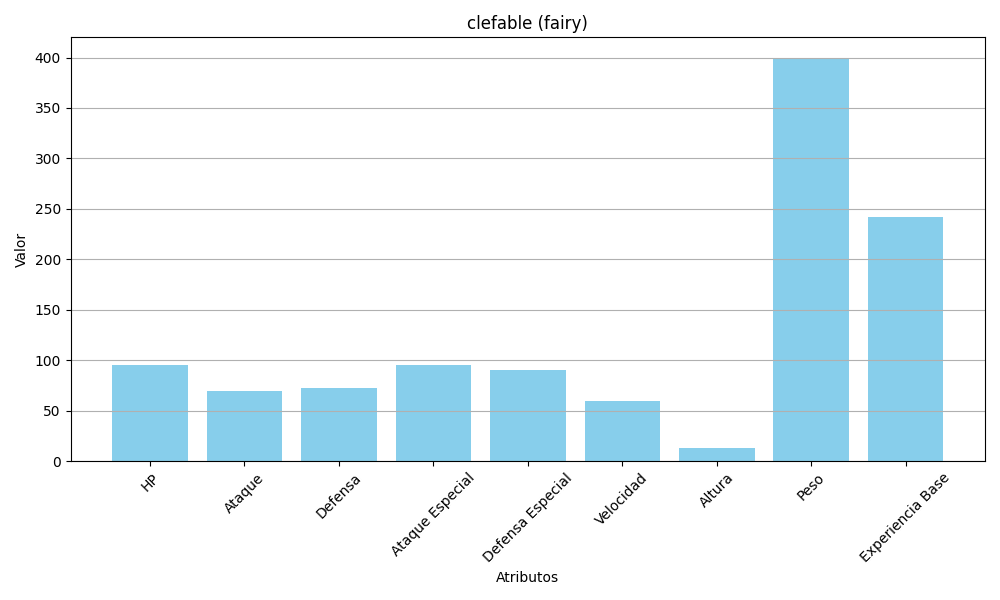 clefable (fairy)
Valor
400
350
300
250
200
150
100
50
0
HP
Ataque
Defensa
Ataque Especial
Defensa Especial
Velocidad
Altura
Peso
Experiencia Base
Atributos